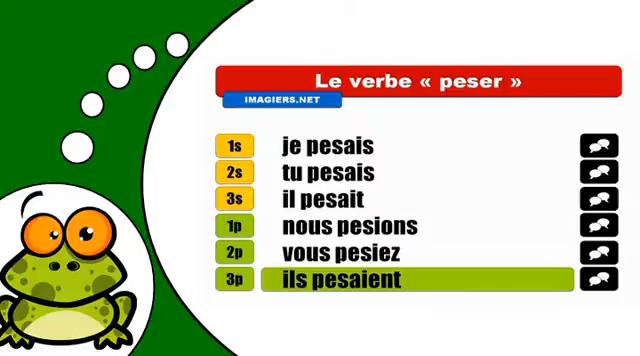 Le verbe « peser »
IMAGIERS.NET
1s je pesais
2s tu pesais
3s il pesait
1p nous pesions
2p vous pesiez
3p ils pesaient